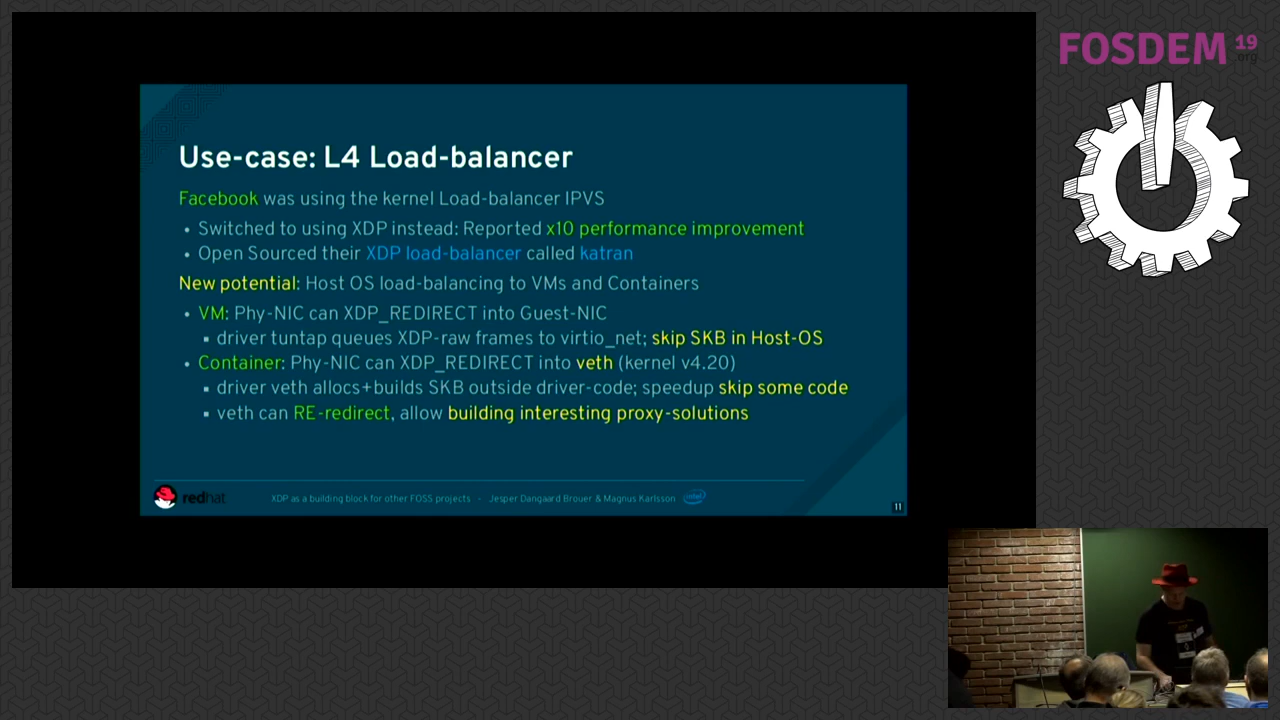 FOSDEM 19
.org
Use-case: L4 Load-balancer
Facebook was using the kernel Load-balancer IPVS
• Switched to using XDP instead: Reported x10 performance improvement
• Open Sourced their XDP load-balancer called katran
New potential: Host OS load-balancing to VMs and Containers
• VM: Phy-NIC can XDP_REDIRECT into Guest-NIC
▪ driver tuntap queues XDP-raw frames to virtio_net; skip SKB in Host-OS
• Container: Phy-NIC can XDP_REDIRECT into veth (kernel v4.20)
▪ driver veth allocs+builds SKB outside driver-code; speedup skip some code
▪ veth can RE-redirect, allow building interesting proxy-solutions
redhat XDP as a building block for other FOSS projects - Jesper Dangaard Brouer & Magnus Karlsson intel
11